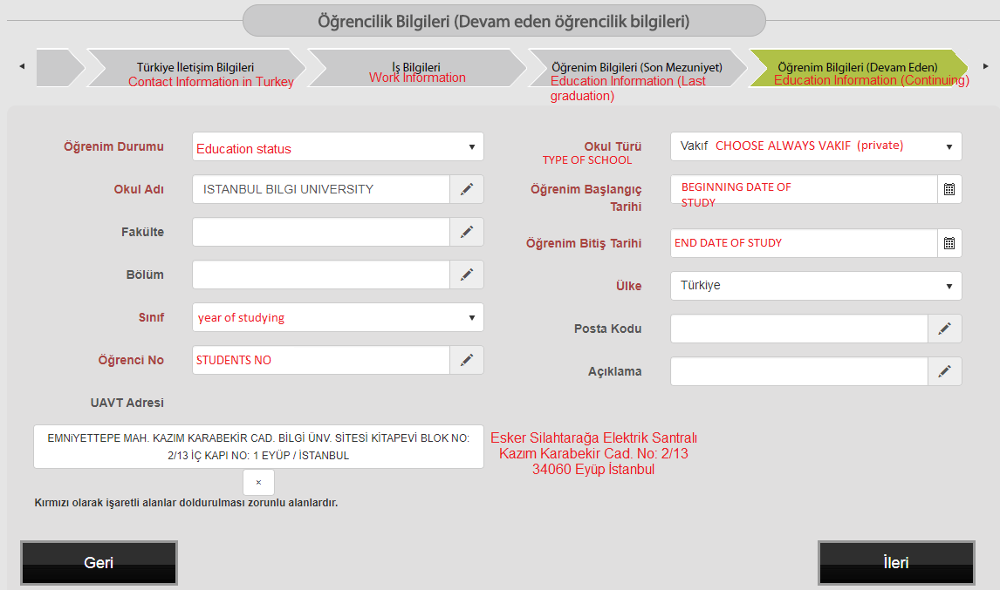 Öğrencilik Bilgileri (Devam eden öğrencilik bilgileri)
Türkiye İletişim Bilgileri
Contact Information in Turkey
İş Bilgileri
Work Information
Öğrenim Bilgileri (Son Mezuniyet)
Education Information (Last
graduation)
Öğrenim Bilgileri (Devam Eden)
Education Information (Continuing)
Öğrenim Durumu
Education status
Okul Adı
ISTANBUL BILGI UNIVERSITY
Fakülte
Bölüm
Sınıf
year of studying
Öğrenci No
STUDENTS NO
UAVT Adresi
EMNiYETTEPE MAH. KAZIM KARABEKİR CAD. BİLGİ ÜNV. SİTESİ KİTAPEVİ BLOK NO:
2/13 İÇ KAPI NO: 1 EYÜP / İSTANBUL
×
Esker Silahtarağa Elektrik Santralı
Kazım Karabekir Cad. No: 2/13
34060 Eyüp İstanbul
Okul Türü
TYPE OF SCHOOL
Vakıf CHOOSE ALWAYS VAKIF (private)
Öğrenim Başlangıç
Tarihi
BEGINNING DATE OF
STUDY
Öğrenim Bitiş Tarihi
END DATE OF STUDY
Ülke
Türkiye
Posta Kodu
Açıklama
Kırmızı olarak işaretli alanlar doldurulması zorunlu alanlardır.
Geri
İleri